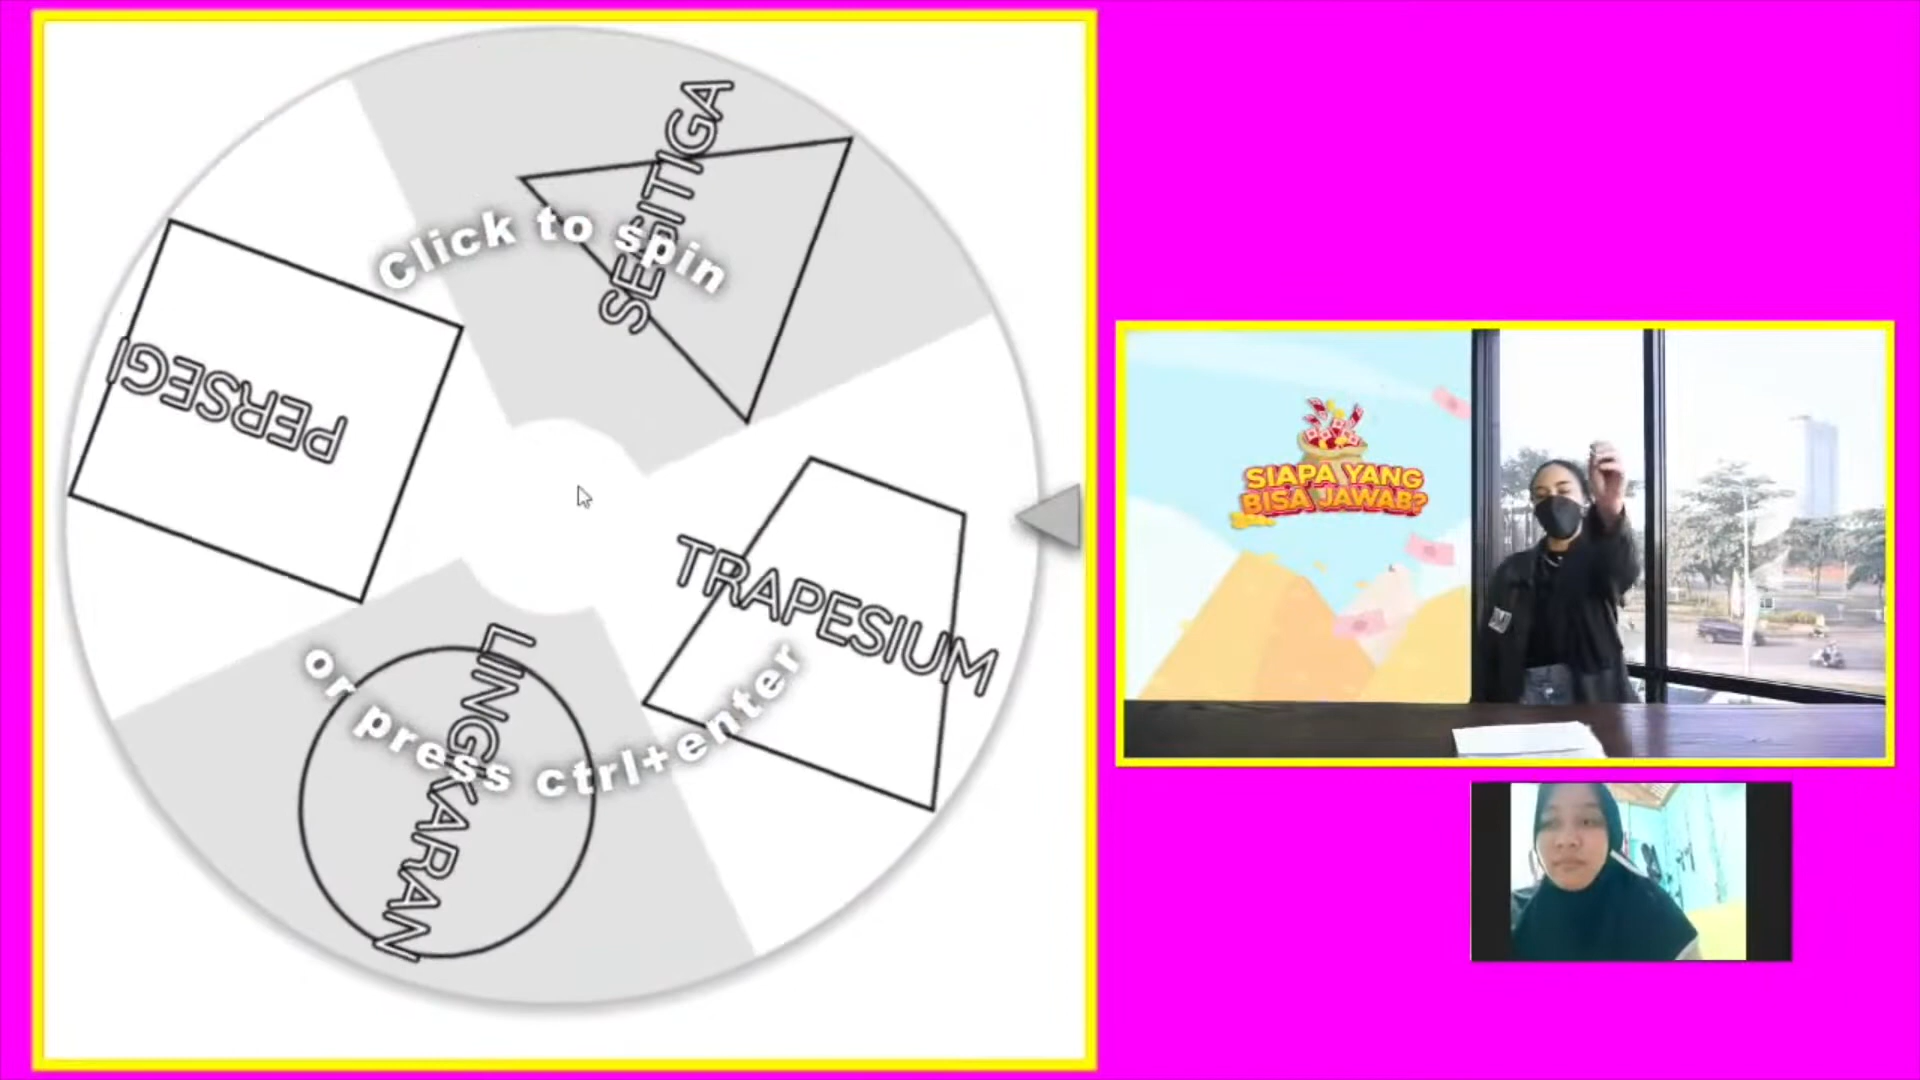 Click to spin
SEGITIGA
PERSEGI
TRAPESIUM
LINGKARAN
or press ctrl+enter
SIAPA YANG
BISA JAWAB?